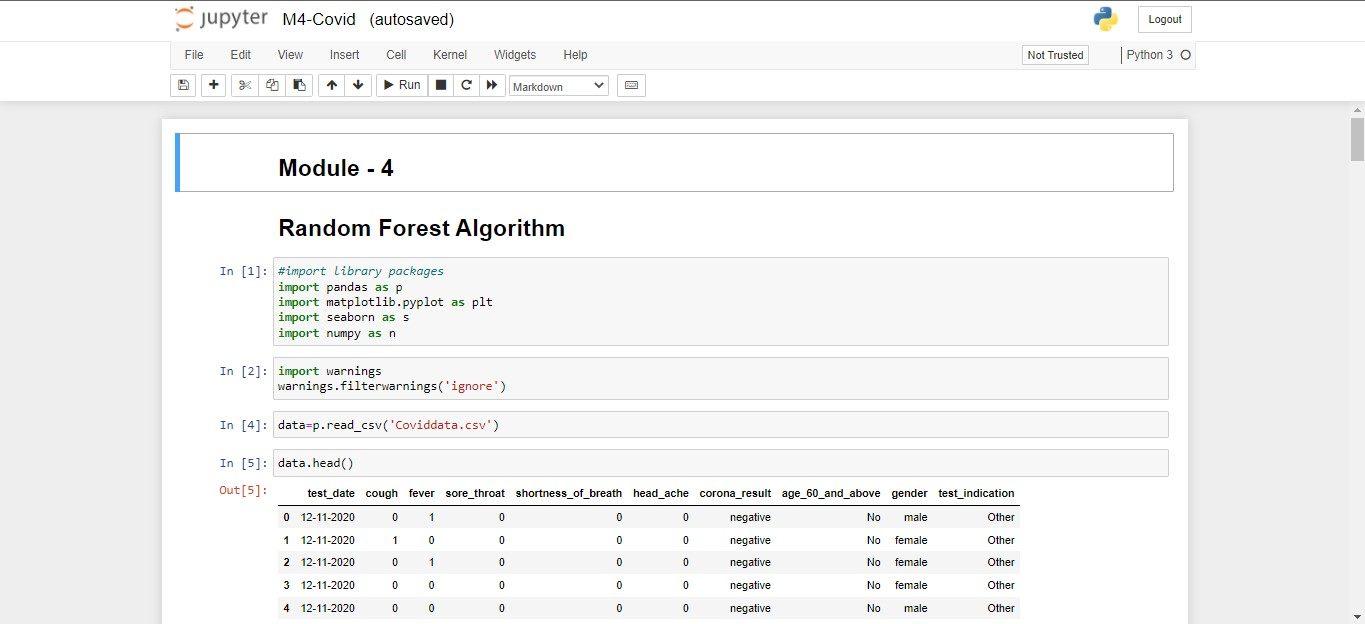 jupyter M4-Covid (autosaved) Logout
File Edit View Insert Cell Kernel Widgets Help Not Trusted Python 3
Run Markdown
Module - 4
Random Forest Algorithm
In [1]: #import library packages
import pandas as p
import matplotlib.pyplot as plt
import seaborn as s
import numpy as n
In [2]: import warnings
warnings.filterwarnings('ignore')
In [4]: data=p.read_csv('Coviddata.csv')
In [5]: data.head()
Out[5]:
test_date cough fever sore_throat shortness_of_breath head_ache corona_result age_60_and_above gender test_indication
0 12-11-2020 0 1 0 0 0 negative No male Other
1 12-11-2020 1 0 0 0 0 negative No female Other
2 12-11-2020 0 1 0 0 0 negative No female Other
3 12-11-2020 0 0 0 0 0 negative No female Other
4 12-11-2020 0 0 0 0 0 negative No male Other